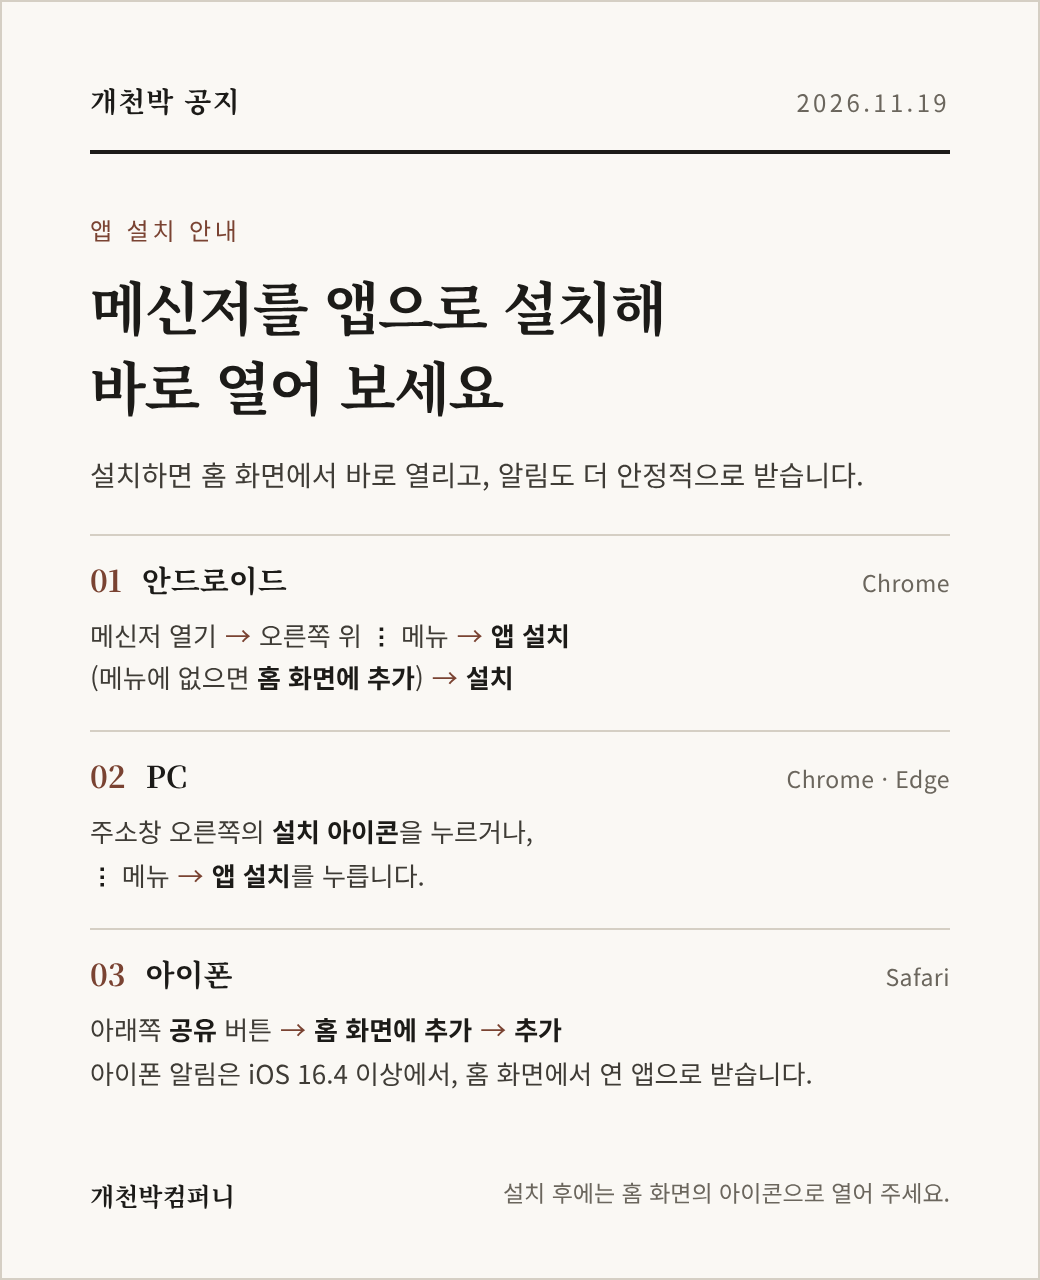 개천박 공지
2026.11.19
앱 설치 안내
메신저를 앱으로 설치해
바로 열어 보세요
설치하면 홈 화면에서 바로 열리고, 알림도 더 안정적으로 받습니다.
01 안드로이드
Chrome
메신저 열기 → 오른쪽 위 ⋮ 메뉴 → 앱 설치
(메뉴에 없으면 홈 화면에 추가) → 설치
02 PC
Chrome · Edge
주소창 오른쪽의 설치 아이콘을 누르거나,
⋮ 메뉴 → 앱 설치를 누릅니다.
03 아이폰
Safari
아래쪽 공유 버튼 → 홈 화면에 추가 → 추가
아이폰 알림은 iOS 16.4 이상에서, 홈 화면에서 연 앱으로 받습니다.
개천박컴퍼니
설치 후에는 홈 화면의 아이콘으로 열어 주세요.